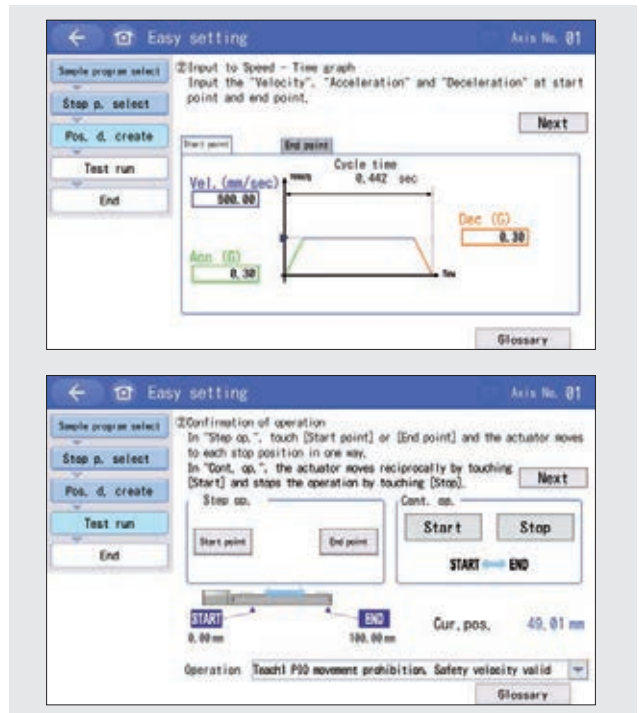 Easy setting
Axis No. 01
Sample program select
②Input to Speed - Time graph
Input the "Velocity", "Acceleration" and "Deceleration" at start
point and end point.
Stop p. select
Pos. d. create
Next
Start point
End point
Test run
Cycle time
0.442 sec
Vel. (mm/sec)
500.00
End
Dec (G)
0.30
Acc (G)
0.30
Glossary
Easy setting
Axis No. 01
Sample program select
②Confirmation of operation
In "Step op.", touch [Start point] or [End point] and the actuator moves
to each stop position in one way.
Stop p. select
In "Cont. op.", the actuator moves reciprocally by touching
[Start] and stops the operation by touching [Stop].
Next
Pos. d. create
Step op.
Cont. op.
Test run
Start
Stop
Start point
End point
End
START
END
START
END
0.00 mm
100.00 mm
Cur.pos.
49.01 mm
Operation
Teach1 PIO movement prohibition, Safety velocity valid
Glossary